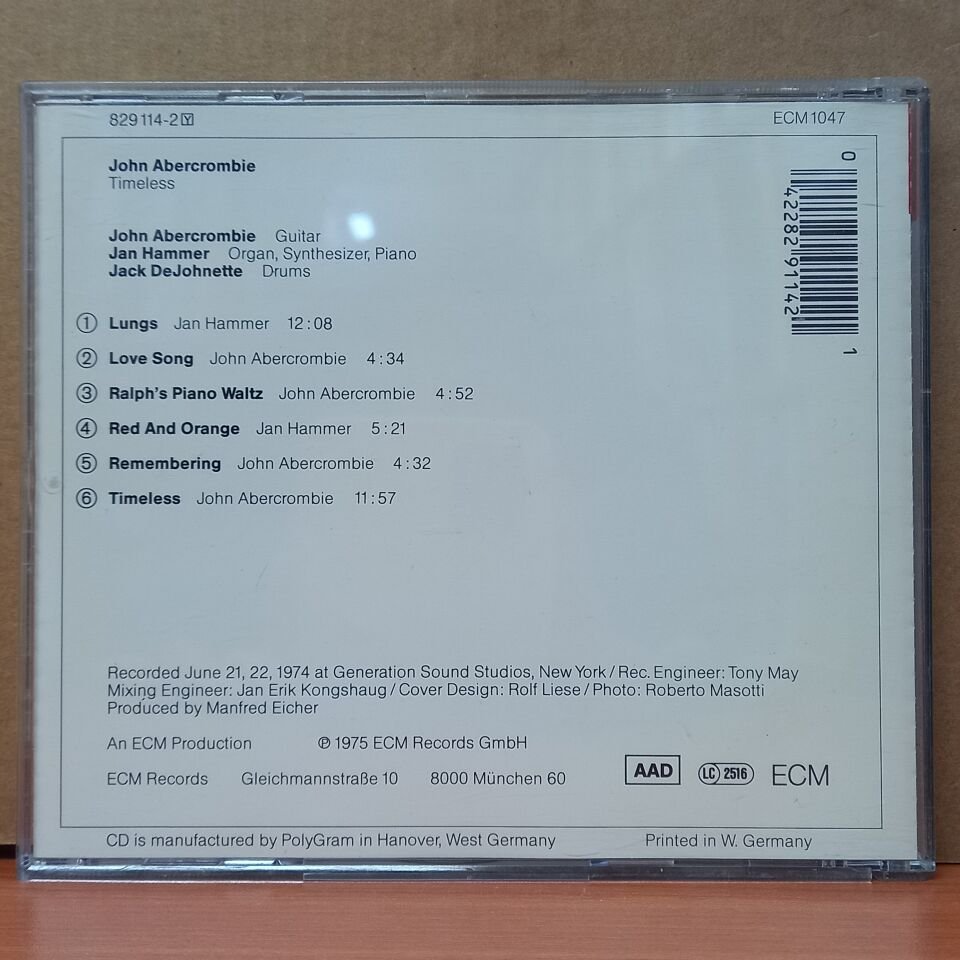 829 114-2 Y ECM 1047
John Abercrombie
Timeless
John Abercrombie Guitar
Jan Hammer Organ, Synthesizer, Piano
Jack DeJohnette Drums
1 Lungs Jan Hammer 12:08
2 Love Song John Abercrombie 4:34
3 Ralph's Piano Waltz John Abercrombie 4:52
4 Red And Orange Jan Hammer 5:21
5 Remembering John Abercrombie 4:32
6 Timeless John Abercrombie 11:57
0 42282 91142 1
Recorded June 21, 22, 1974 at Generation Sound Studios, New York / Rec. Engineer: Tony May
Mixing Engineer: Jan Erik Kongshaug / Cover Design: Rolf Liese / Photo: Roberto Masotti
Produced by Manfred Eicher
An ECM Production ℗ 1975 ECM Records GmbH
ECM Records Gleichmannstraße 10 8000 München 60 AAD LC 2516 ECM
CD is manufactured by PolyGram in Hanover, West Germany Printed in W. Germany